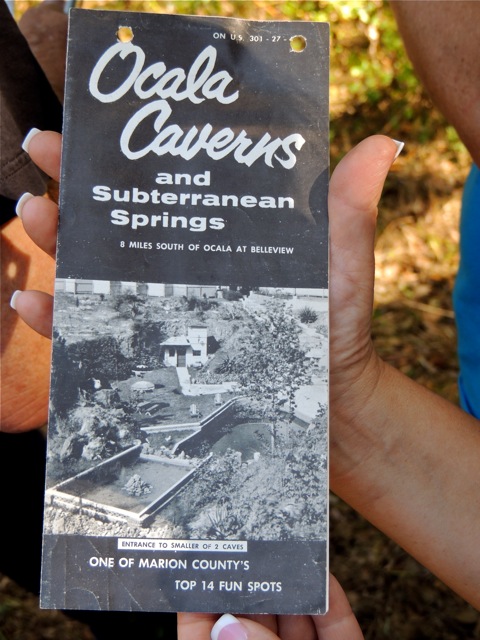 ON U.S. 301 - 27 -
Ocala
Caverns
and
Subterranean
Springs
8 MILES SOUTH OF OCALA AT BELLEVIEW
ENTRANCE TO SMALLER OF 2 CAVES
ONE OF MARION COUNTY'S
TOP 14 FUN SPOTS